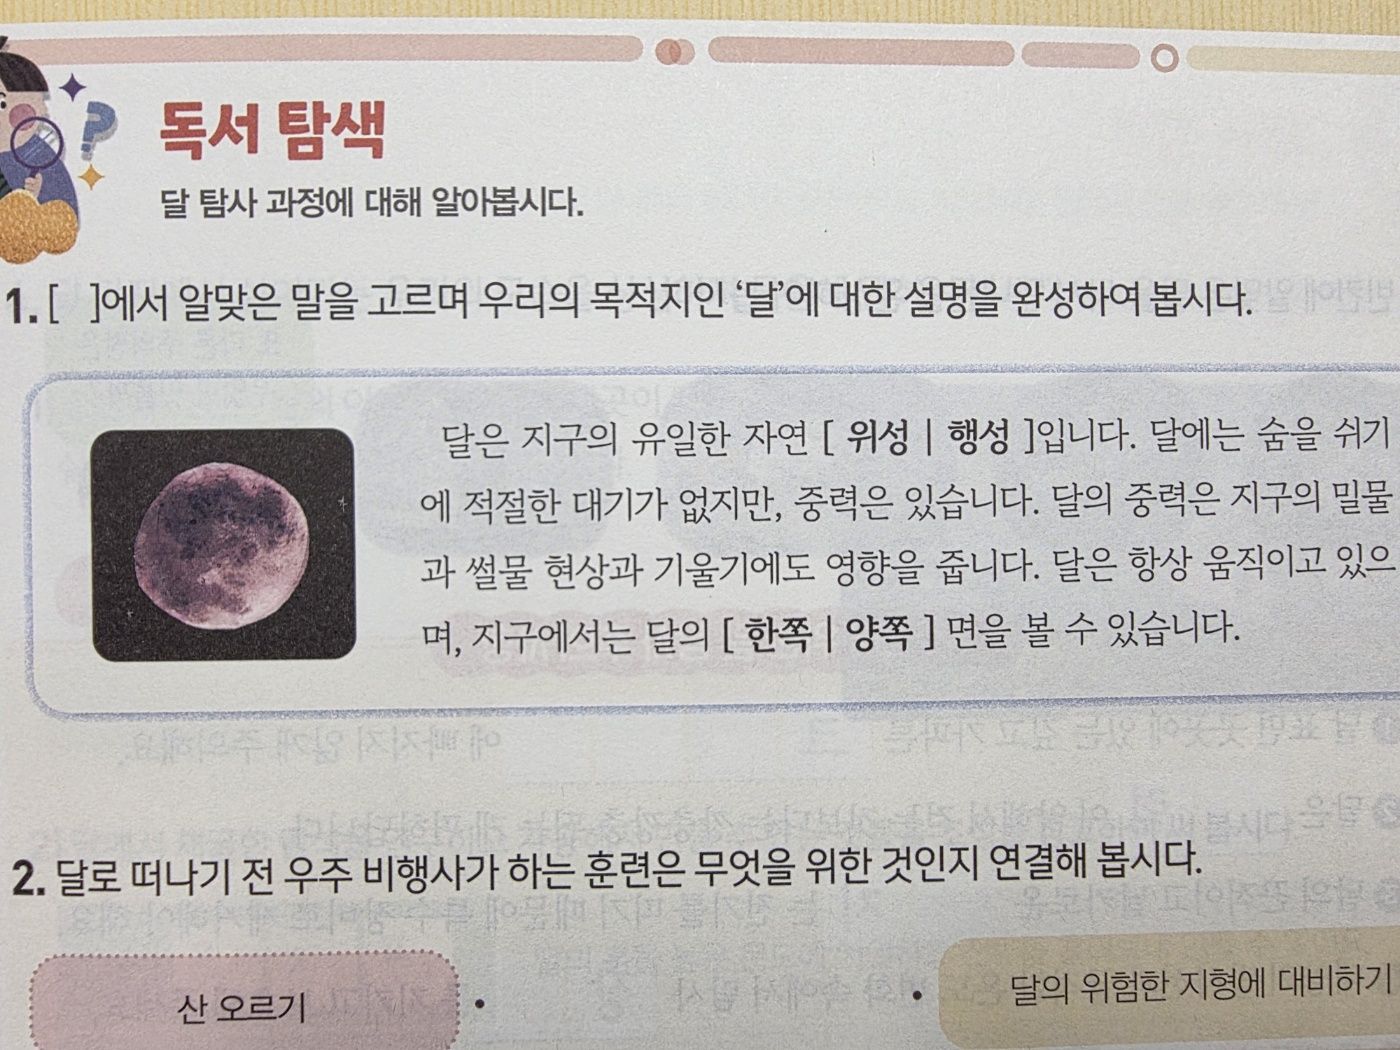 독서 탐색
달 탐사 과정에 대해 알아봅시다.
1. [ ]에서 알맞은 말을 고르며 우리의 목적지인 ‘달’에 대한 설명을 완성하여 봅시다.
달은 지구의 유일한 자연 [ 위성 | 행성 ]입니다. 달에는 숨을 쉬기
에 적절한 대기가 없지만, 중력은 있습니다. 달의 중력은 지구의 밀물
과 썰물 현상과 기울기에도 영향을 줍니다. 달은 항상 움직이고 있으
며, 지구에서는 달의 [ 한쪽 | 양쪽 ] 면을 볼 수 있습니다.
2. 달로 떠나기 전 우주 비행사가 하는 훈련은 무엇을 위한 것인지 연결해 봅시다.
산 오르기 •
• 달의 위험한 지형에 대비하기